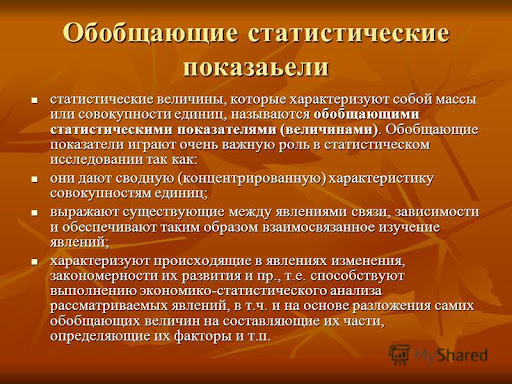 Обобщающие статистические
показаьели
статистические величины, которые характеризуют собой массы
или совокупности единиц, называются обобщающими
статистическими показателями (величинами). Обобщающие
показатели играют очень важную роль в статистическом
исследовании так как:
они дают сводную (концентрированную) характеристику
совокупностям единиц;
выражают существующие между явлениями связи, зависимости
и обеспечивают таким образом взаимосвязанное изучение
явлений;
характеризуют происходящие в явлениях изменения,
закономерности их развития и пр., т.е. способствуют
выполнению экономико-статистического анализа
рассматриваемых явлений, в т.ч. и на основе разложения самих
обобщающих величин на составляющие их части,
определяющие их факторы и т.п.
MyShared